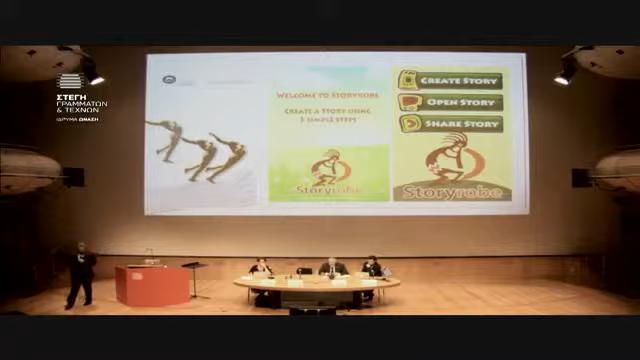 ΣΤΕΓΗ
ΓΡΑΜΜΑΤΩΝ
& ΤΕΧΝΩΝ
ΙΔΡΥΜΑ ΩΝΑΣΗ
WELCOME TO STORYROBE
CREATE A STORY USING
3 SIMPLE STEPS
Storyrobe
CREATE STORY
OPEN STORY
SHARE STORY
Storyrobe